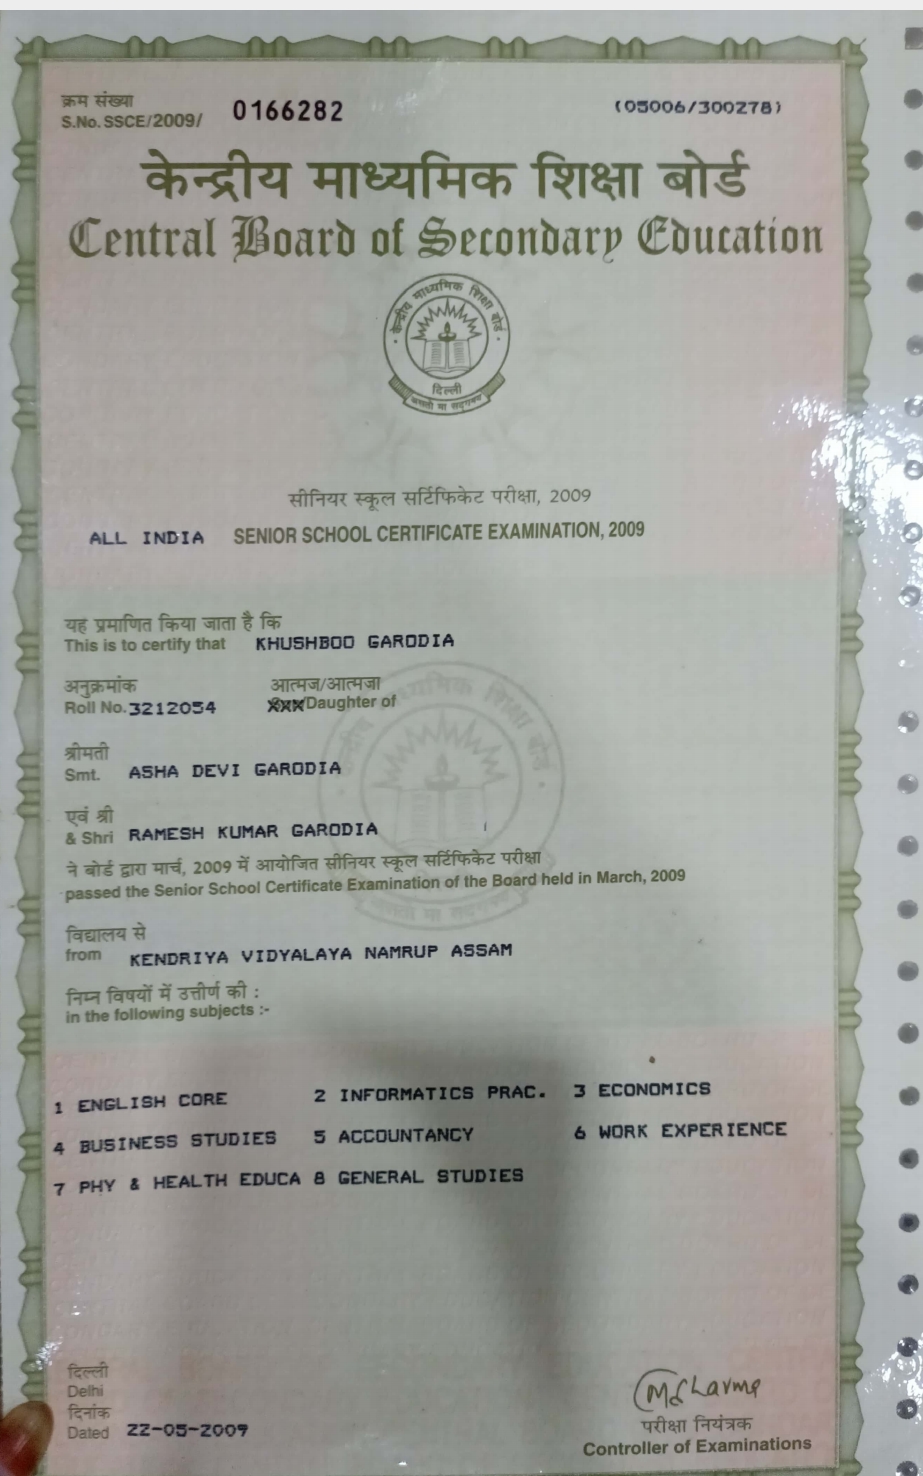 क्रम संख्या
S.No. SSCE/2009/ 0166282 (05006/300278)
केन्द्रीय माध्यमिक शिक्षा बोर्ड
Central Board of Secondary Education
केन्द्रीय माध्यमिक शिक्षा बोर्ड
दिल्ली
असतो मा सद्गमय
सीनियर स्कूल सर्टिफिकेट परीक्षा, 2009
ALL INDIA SENIOR SCHOOL CERTIFICATE EXAMINATION, 2009
यह प्रमाणित किया जाता है कि
This is to certify that KHUSHBOO GARODIA
अनुक्रमांक आत्मज/आत्मजा
Roll No. 3212054 XXX/Daughter of
श्रीमती
Smt. ASHA DEVI GARODIA
एवं श्री
& Shri RAMESH KUMAR GARODIA
ने बोर्ड द्वारा मार्च, 2009 में आयोजित सीनियर स्कूल सर्टिफिकेट परीक्षा
passed the Senior School Certificate Examination of the Board held in March, 2009
विद्यालय से
from KENDRIYA VIDYALAYA NAMRUP ASSAM
निम्न विषयों में उत्तीर्ण की :
in the following subjects :-
1 ENGLISH CORE 2 INFORMATICS PRAC. 3 ECONOMICS
4 BUSINESS STUDIES 5 ACCOUNTANCY 6 WORK EXPERIENCE
7 PHY & HEALTH EDUCA 8 GENERAL STUDIES
दिल्ली
Delhi
दिनांक
Dated 22-05-2009
परीक्षा नियंत्रक
Controller of Examinations